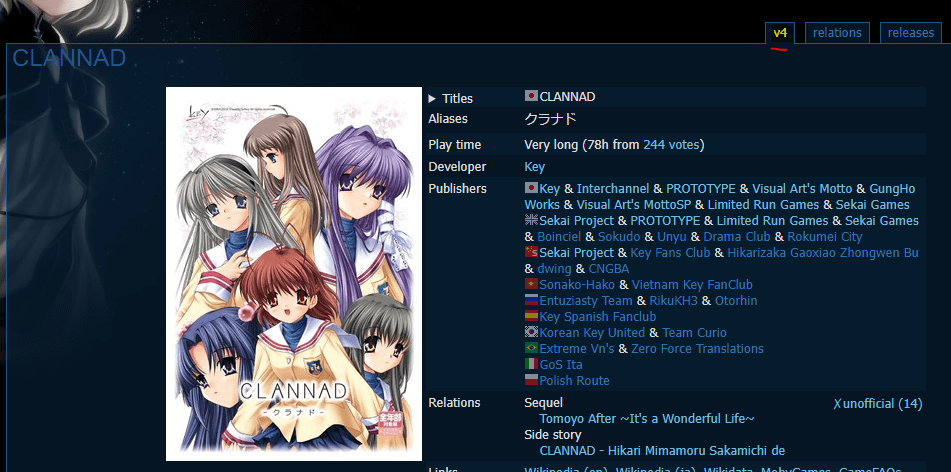 v4 relations releases
CLANNAD
Key
CLANNAD
-クラナド-
全年齢
対象版
Titles CLANNAD
Aliases クラナド
Play time Very long (78h from 244 votes)
Developer Key
Publishers Key & Interchannel & PROTOTYPE & Visual Art's Motto & GungHo
Works & Visual Art's MottoSP & Limited Run Games & Sekai Games
Sekai Project & PROTOTYPE & Limited Run Games & Sekai Games
& Boinciel & Sokudo & Unyu & Drama Club & Rokumei City
Sekai Project & Key Fans Club & Hikarizaka Gaoxiao Zhongwen Bu
& dwing & CNGBA
Sonako-Hako & Vietnam Key FanClub
Entuziasty Team & RikuKH3 & Otorhin
Key Spanish Fanclub
Korean Key United & Team Curio
Extreme Vn's & Zero Force Translations
GoS Ita
Polish Route
Relations Sequel X unofficial (14)
Tomoyo After ~It's a Wonderful Life~
Side story
CLANNAD - Hikari Mimamoru Sakamichi de
Links Wikipedia (en), Wikipedia (ja), Wikidata, MobyGames, GameFAQs